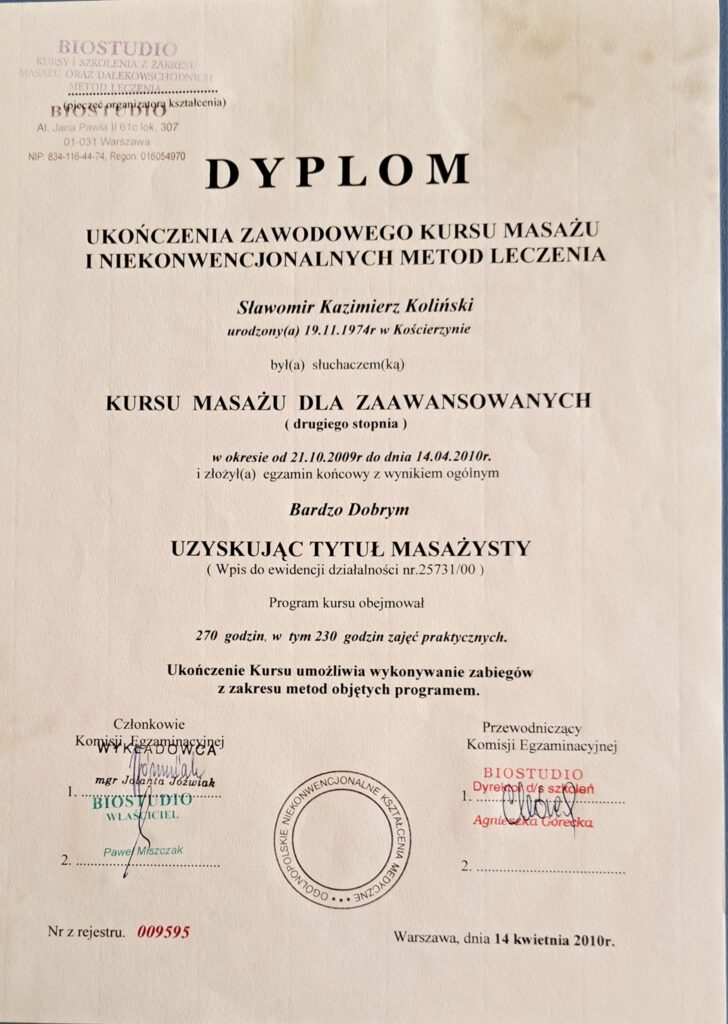 BIOSTUDIO
KURSY I SZKOLENIA Z ZAKRESU
MASAŻU ORAZ DALEKOWSCHODNICH
METOD LECZENIA
(pieczęć organizatora kształcenia)
BIOSTUDIO
Al. Jana Pawła II 61c lok. 307
01-031 Warszawa
NIP: 834-116-44-74, Regon: 016054970
DYPLOM
UKOŃCZENIA ZAWODOWEGO KURSU MASAŻU
I NIEKONWENCJONALNYCH METOD LECZENIA
Sławomir Kazimierz Koliński
urodzony(a) 19.11.1974r w Kościerzynie
był(a) słuchaczem(ką)
KURSU MASAŻU DLA ZAAWANSOWANYCH
( drugiego stopnia )
w okresie od 21.10.2009r do dnia 14.04.2010r.
i złożył(a) egzamin końcowy z wynikiem ogólnym
Bardzo Dobrym
UZYSKUJĄC TYTUŁ MASAŻYSTY
( Wpis do ewidencji działalności nr.25731/00 )
Program kursu obejmował
270 godzin, w tym 230 godzin zajęć praktycznych.
Ukończenie Kursu umożliwia wykonywanie zabiegów
z zakresu metod objętych programem.
Członkowie
Komisji Egzaminacyjnej
WYKŁADOWCA
mgr Jolanta Jóźwiak
1.
BIOSTUDIO
WŁAŚCICIEL
Paweł Miszczak
2.
OGÓLNOPOLSKIE NIEKONWENCJONALNE KSZTAŁCENIA MEDYCZNE
Przewodniczący
Komisji Egzaminacyjnej
BIOSTUDIO
Dyrektor d/s szkoleń
1.
Agnieszka Górecka
2.
Nr z rejestru. 009595
Warszawa, dnia 14 kwietnia 2010r.